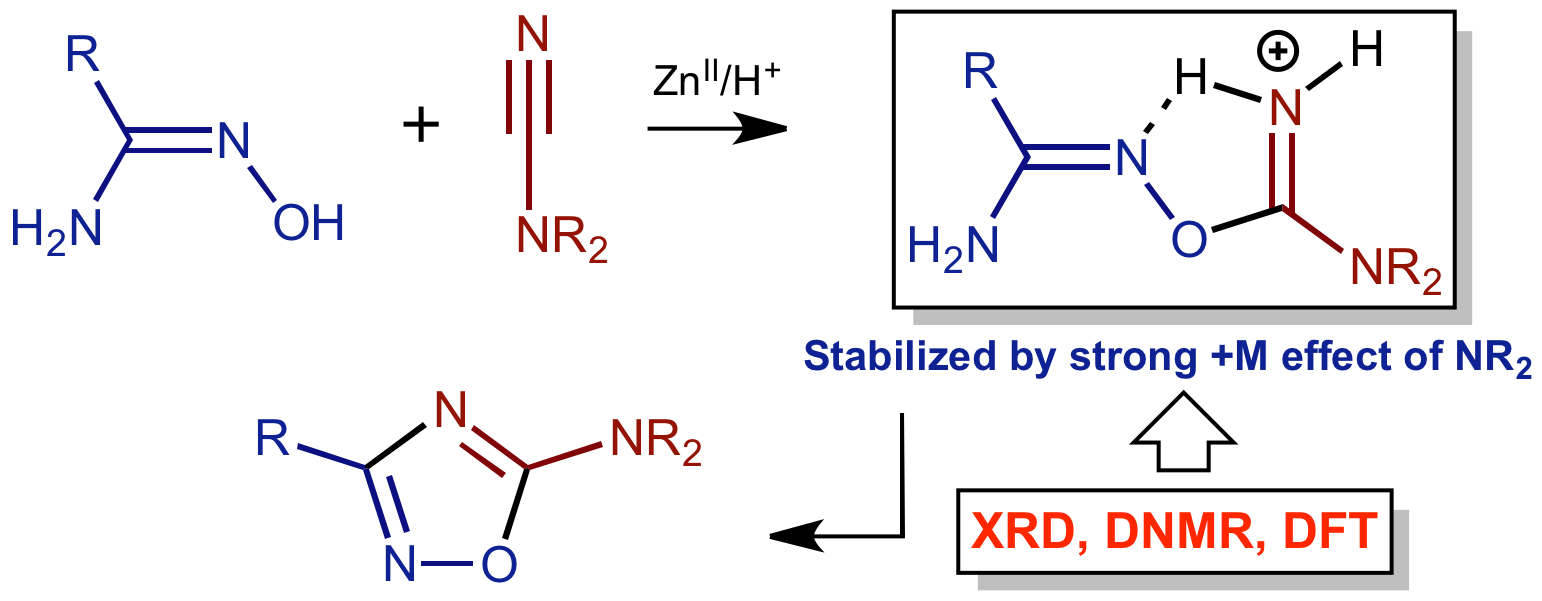 R
N
OH
H₂N
+
N
NR₂
Znᴵᴵ/H⁺
R
N
O
H₂N
H
⊕
N
H
NR₂
Stabilized by strong +M effect of NR₂
R
N
NR₂
N
O
XRD, DNMR, DFT